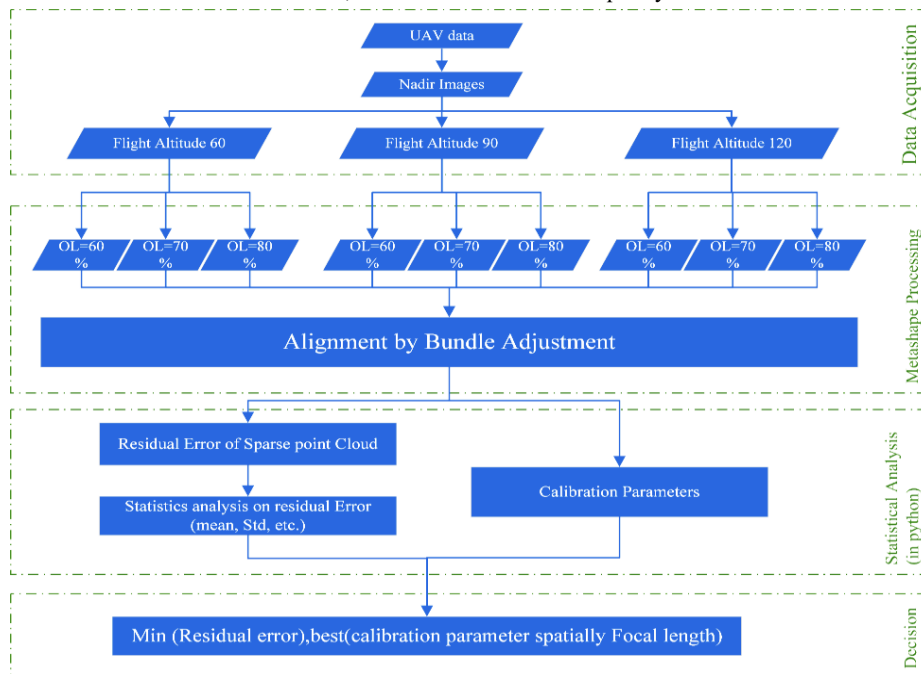 UAV data
Nadir Images
Flight Altitude 60
Flight Altitude 90
Flight Altitude 120
Data Acquisition
OL=60
%
OL=70
%
OL=80
%
OL=60
%
OL=70
%
OL=80
%
OL=60
%
OL=70
%
OL=80
%
Alignment by Bundle Adjustment
Metashape Processing
Residual Error of Sparse point Cloud
Statistics analysis on residual Error
(mean, Std, etc.)
Calibration Parameters
Statistical Analysis
(in python)
Min (Residual error),best(calibration parameter spatially Focal length)
Decision